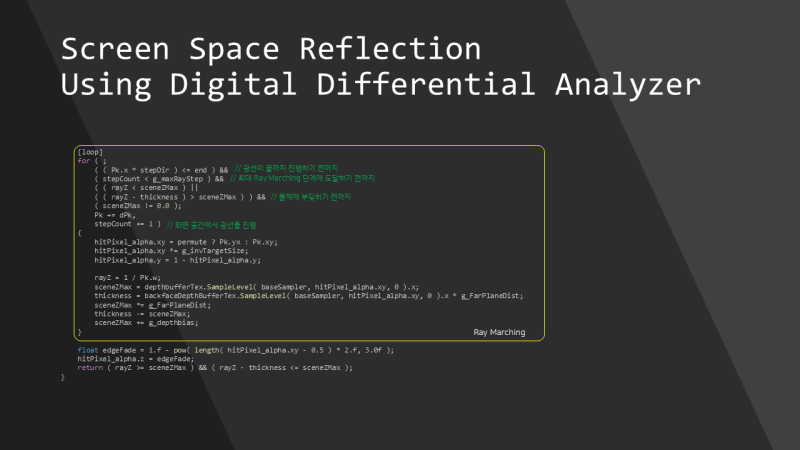 Screen Space Reflection
Using Digital Differential Analyzer
[loop]
for ( ;
( ( Pk.x * stepDir ) <= end ) && // 광선이 끝까지 진행하기 전까지
( stepCount < g_maxRayStep ) && // 최대 Ray Marching 단계에 도달하기 전까지
( ( rayZ < sceneZMax ) ||
( ( rayZ - thickness ) > sceneZMax ) ) && // 물체에 부딪히기 전까지
( sceneZMax != 0.0 );
Pk += dPk,
stepCount += 1 ) // 화면 공간에서 광선을 진행
{
hitPixel_alpha.xy = permute ? Pk.yx : Pk.xy;
hitPixel_alpha.xy *= g_invTargetSize;
hitPixel_alpha.y = 1 - hitPixel_alpha.y;
rayZ = 1 / Pk.w;
sceneZMax = depthbufferTex.SampleLevel( baseSampler, hitPixel_alpha.xy, 0 ).x;
thickness = backfaceDepthBufferTex.SampleLevel( baseSampler, hitPixel_alpha.xy, 0 ).x * g_FarPlaneDist;
sceneZMax *= g_FarPlaneDist;
thickness -= sceneZMax;
sceneZMax += g_depthbias;
}
Ray Marching
float edgeFade = 1.f - pow( length( hitPixel_alpha.xy - 0.5 ) * 2.f, 3.0f );
hitPixel_alpha.z = edgeFade;
return ( rayZ >= sceneZMax ) && ( rayZ - thickness <= sceneZMax );
}